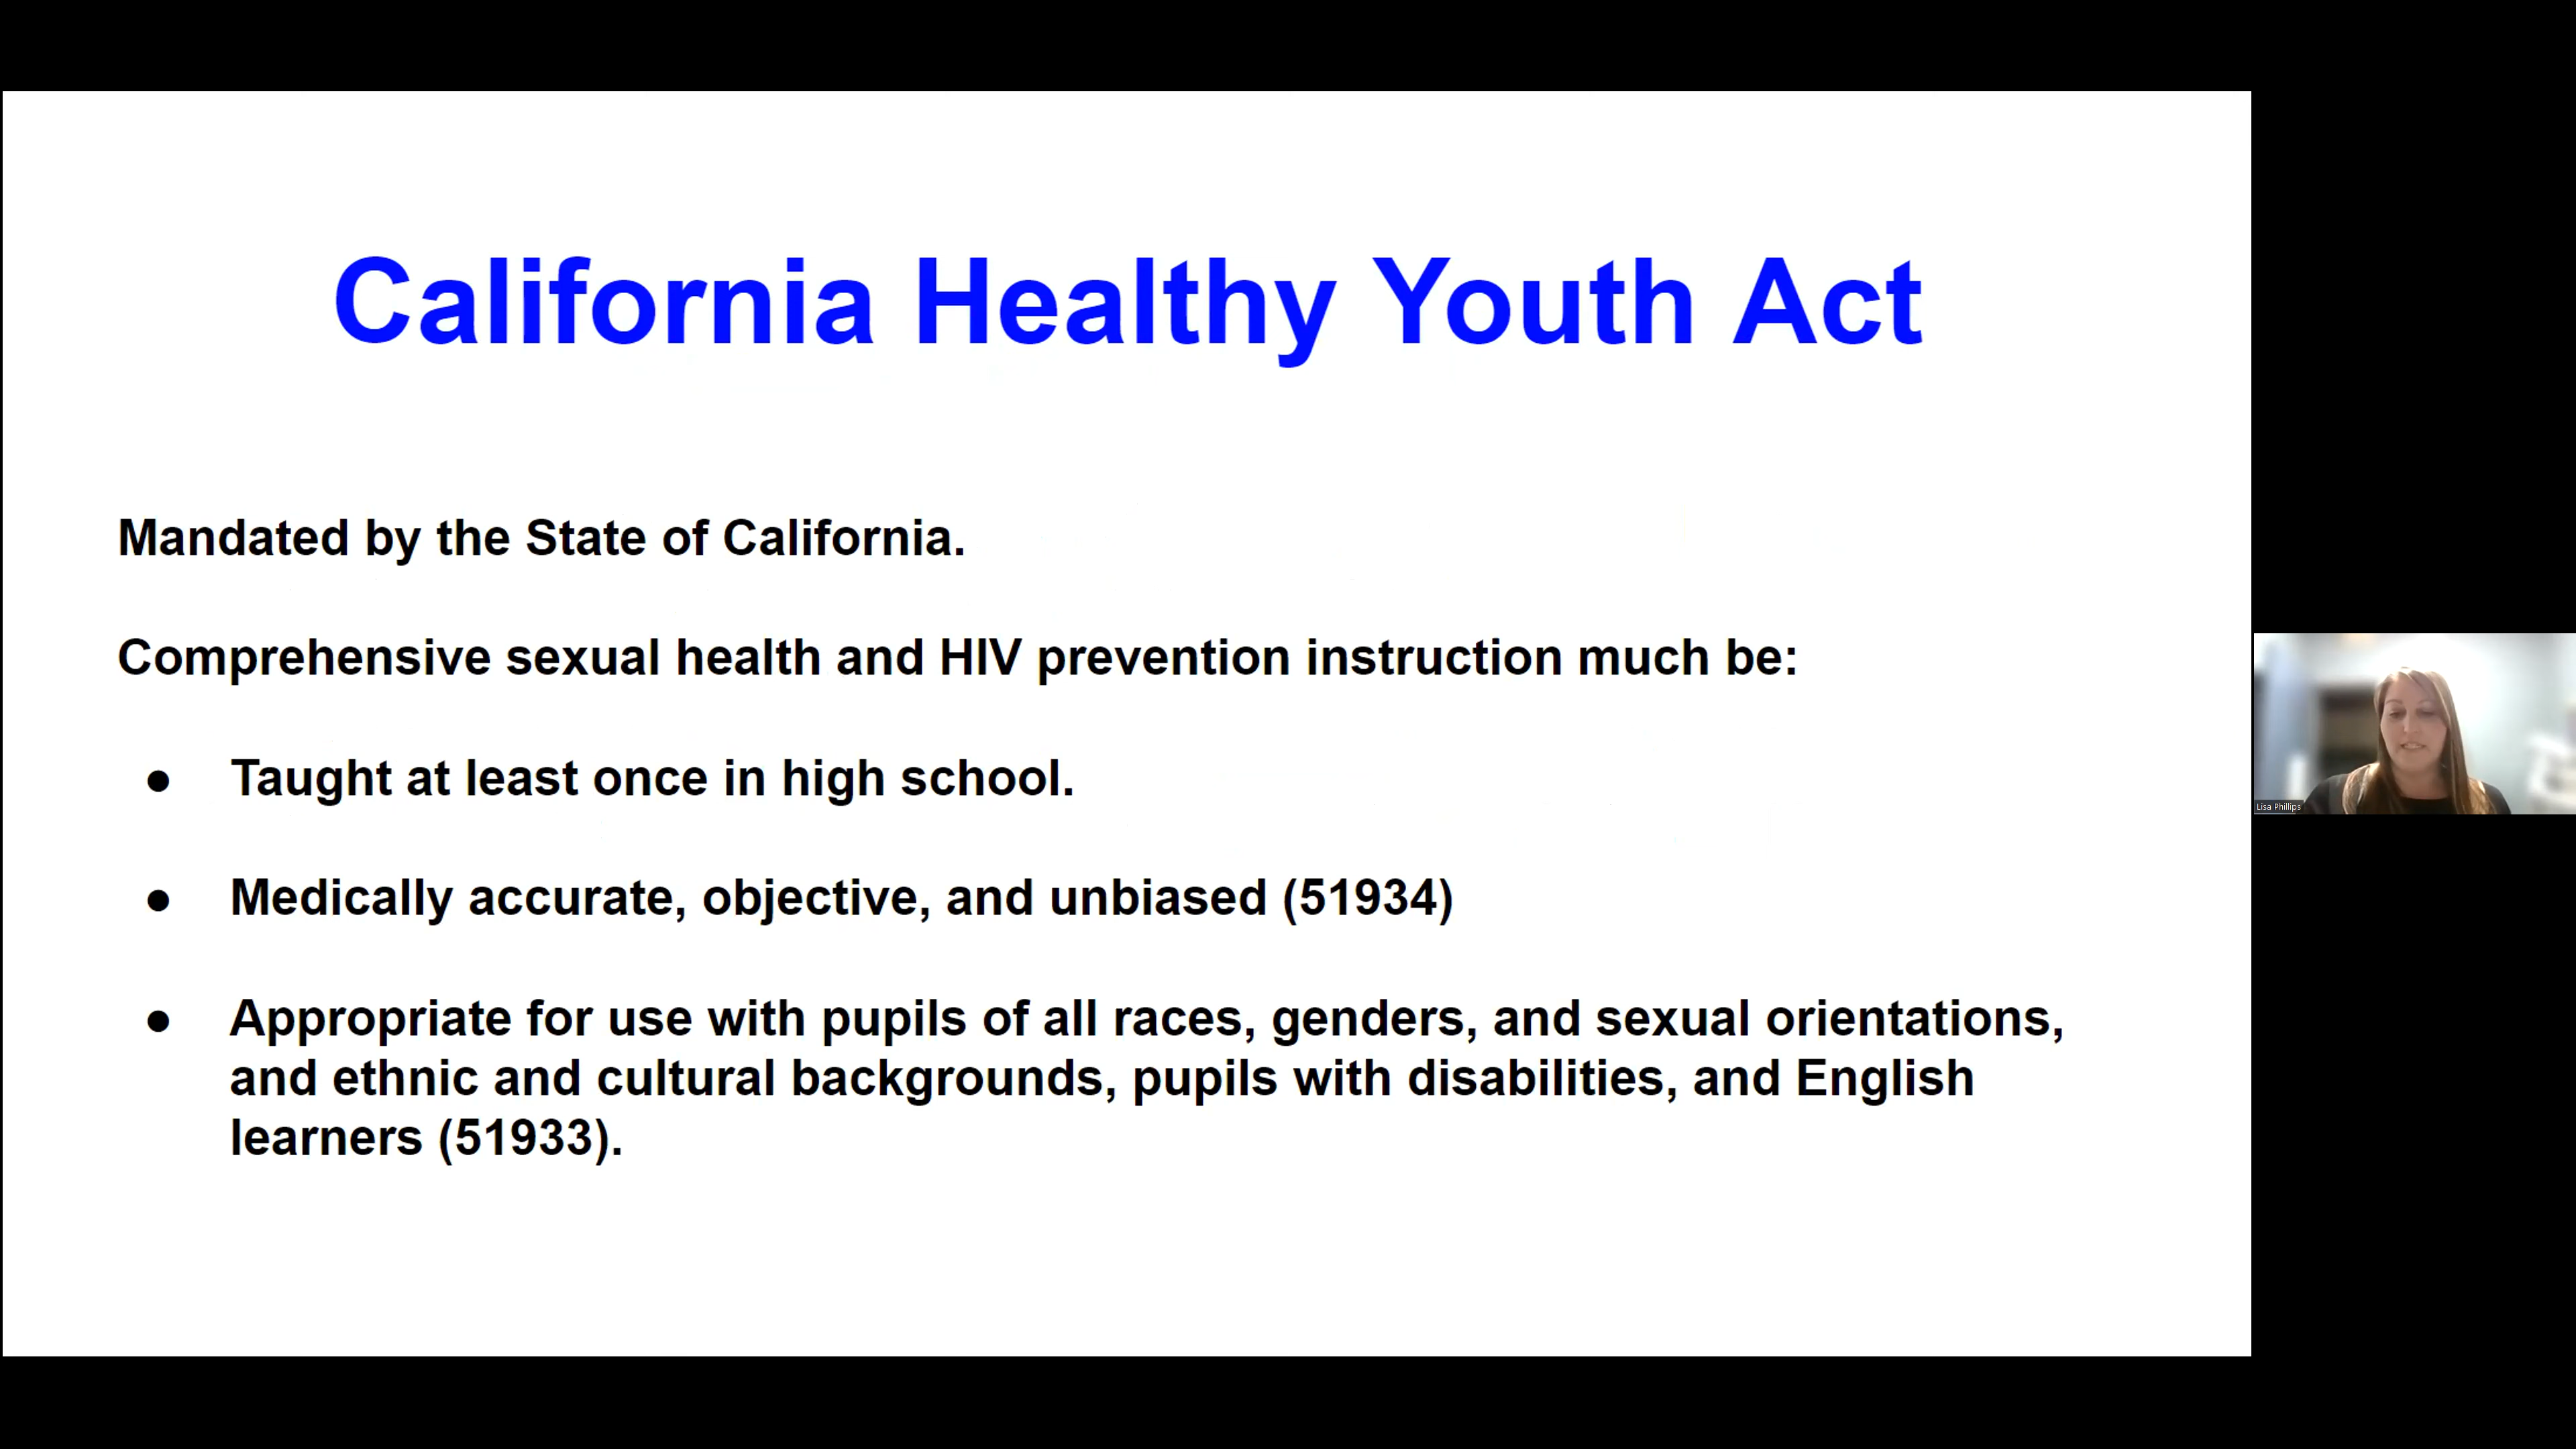 California Healthy Youth Act
Mandated by the State of California.
Comprehensive sexual health and HIV prevention instruction much be:
● Taught at least once in high school.
● Medically accurate, objective, and unbiased (51934)
● Appropriate for use with pupils of all races, genders, and sexual orientations,
and ethnic and cultural backgrounds, pupils with disabilities, and English
learners (51933).
Lisa Phillips